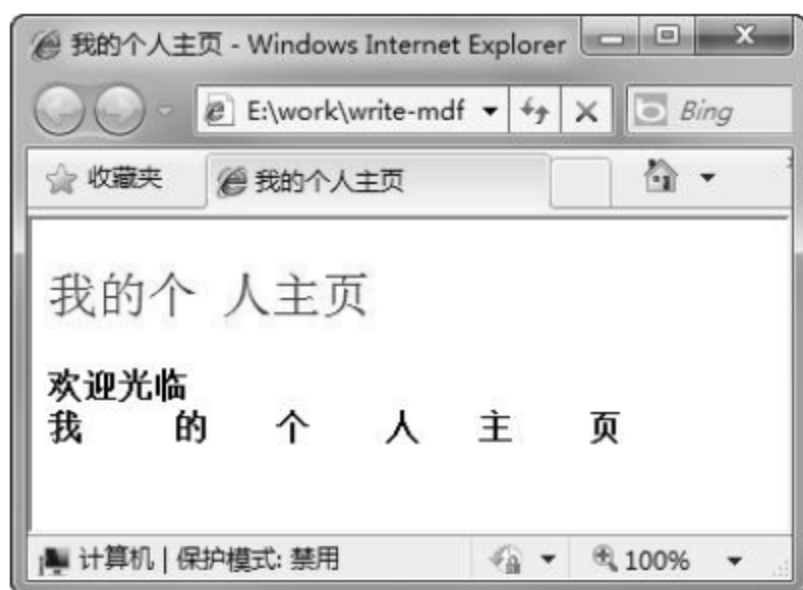 我的个人主页 - Windows Internet Explorer
E:\work\write-mdf
Bing
收藏夹
我的个人主页
我的个 人主页
欢迎光临
我 的 个 人 主 页
计算机 | 保护模式: 禁用
100%